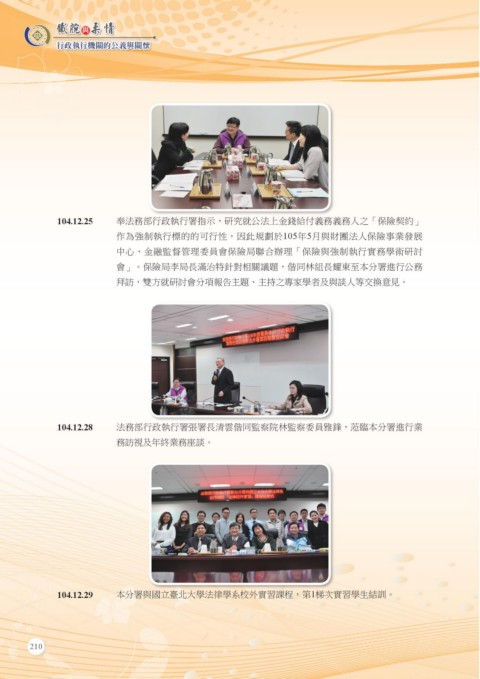 鐵腕與柔情
行政執行機關的公義與關懷
104.12.25 奉法務部行政執行署指示，研究就公法上金錢給付義務義務人之「保險契約」
作為強制執行標的的可行性，因此規劃於105年5月與財團法人保險事業發展
中心、金融監督管理委員會保險局聯合辦理「保險與強制執行實務學術研討
會」。保險局李局長滿治特針對相關議題，偕同林組長耀東至本分署進行公務
拜訪，雙方就研討會分項報告主題、主持之專家學者及與談人等交換意見。
104.12.28 法務部行政執行署張署長清雲偕同監察院林監察委員雅鋒，蒞臨本分署進行業
務訪視及年終業務座談。
104.12.29 本分署與國立臺北大學法律學系校外實習課程，第1梯次實習學生結訓。
210